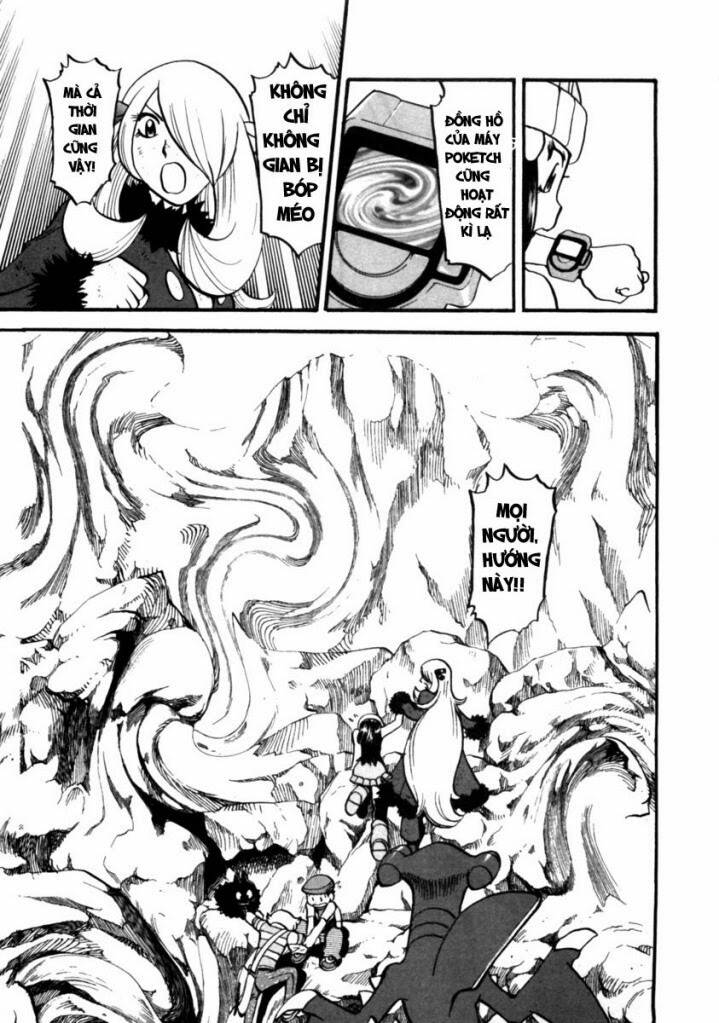 ĐỒNG HỒ
CỦA MÁY
POKETCH
CŨNG
HOẠT
ĐỘNG RẤT
KÌ LẠ
KHÔNG
CHỈ
KHÔNG
GIAN BỊ
BÓP
MÉO
MÀ CẢ
THỜI
GIAN
CŨNG
VẬY!
MỌI
NGƯỜI,
HƯỚNG
NÀY!!